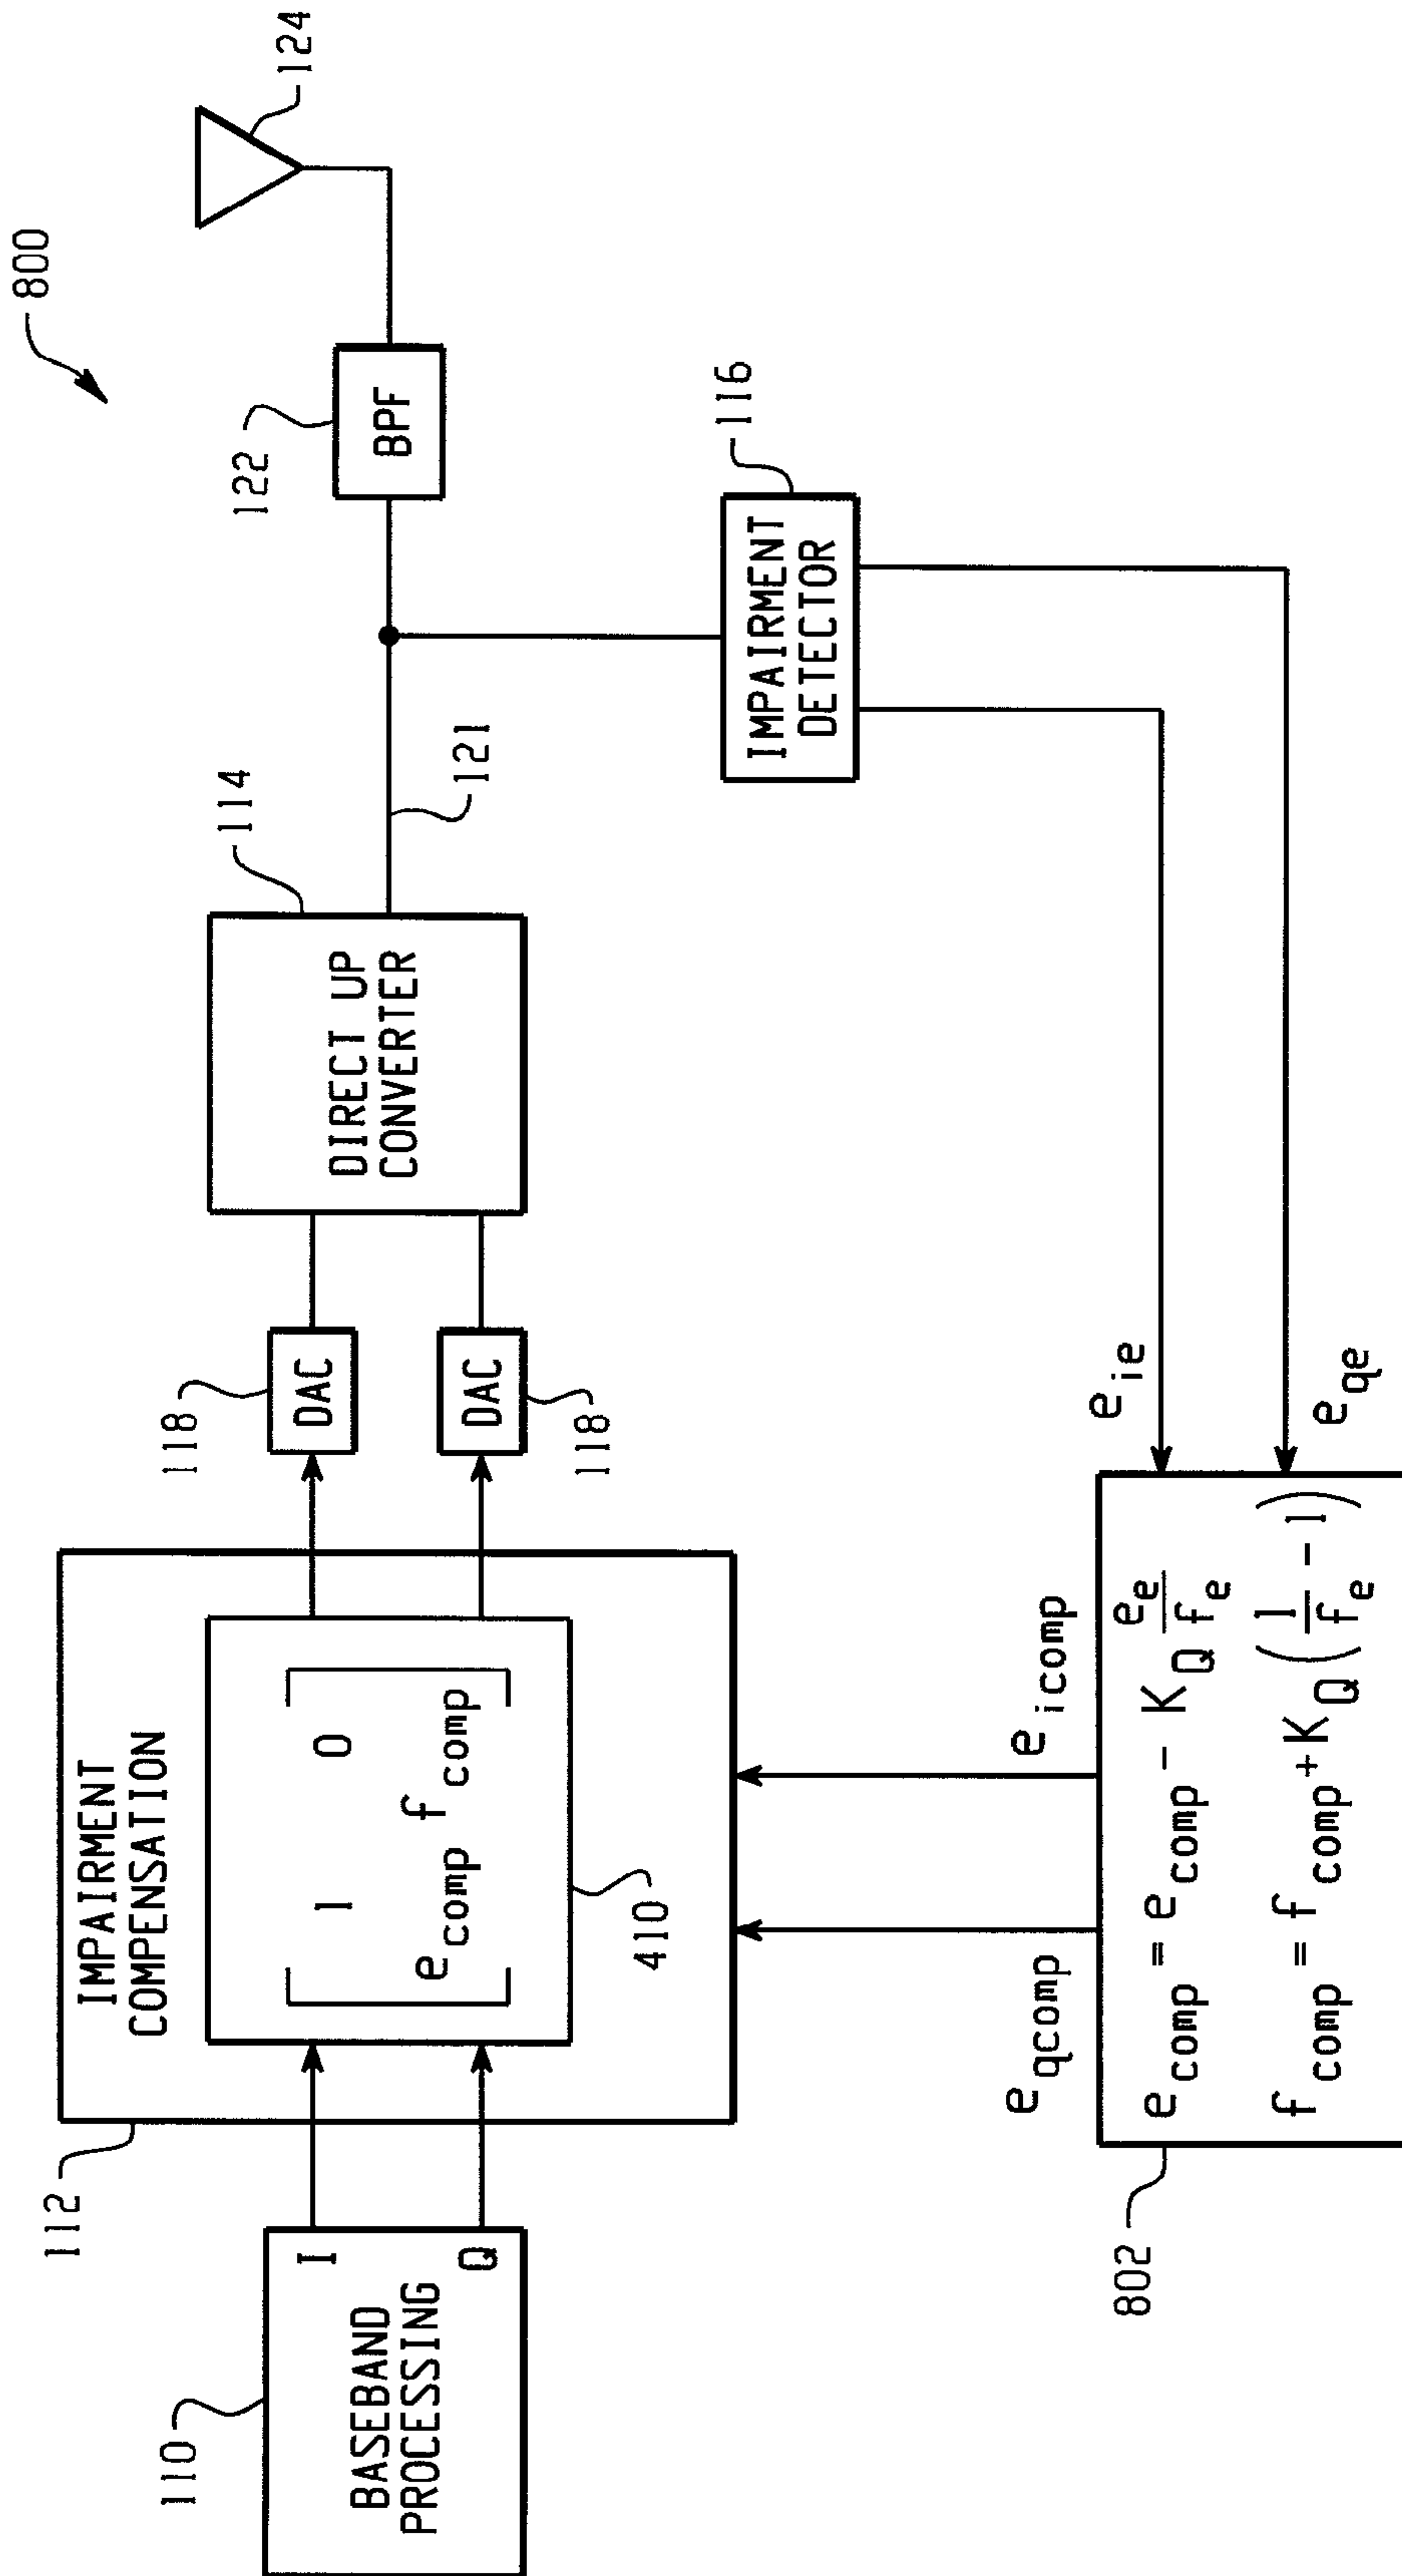 800
110
BASEBAND
PROCESSING
I
Q
112
IMPAIRMENT
COMPENSATION
1 0
e_comp f_comp
410
118
DAC
DAC
118
114
DIRECT UP
CONVERTER
121
122
BPF
124
116
IMPAIRMENT
DETECTOR
e_qcomp
e_icomp
e_ie
e_qe
802
e_comp = e_comp - K_Q e_e/f_e
f_comp = f_comp + K_Q (1/f_e - 1)